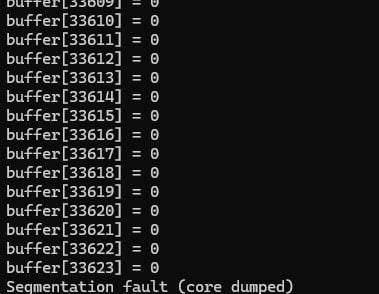 buffer[33609] = 0
buffer[33610] = 0
buffer[33611] = 0
buffer[33612] = 0
buffer[33613] = 0
buffer[33614] = 0
buffer[33615] = 0
buffer[33616] = 0
buffer[33617] = 0
buffer[33618] = 0
buffer[33619] = 0
buffer[33620] = 0
buffer[33621] = 0
buffer[33622] = 0
buffer[33623] = 0
Segmentation fault (core dumped)